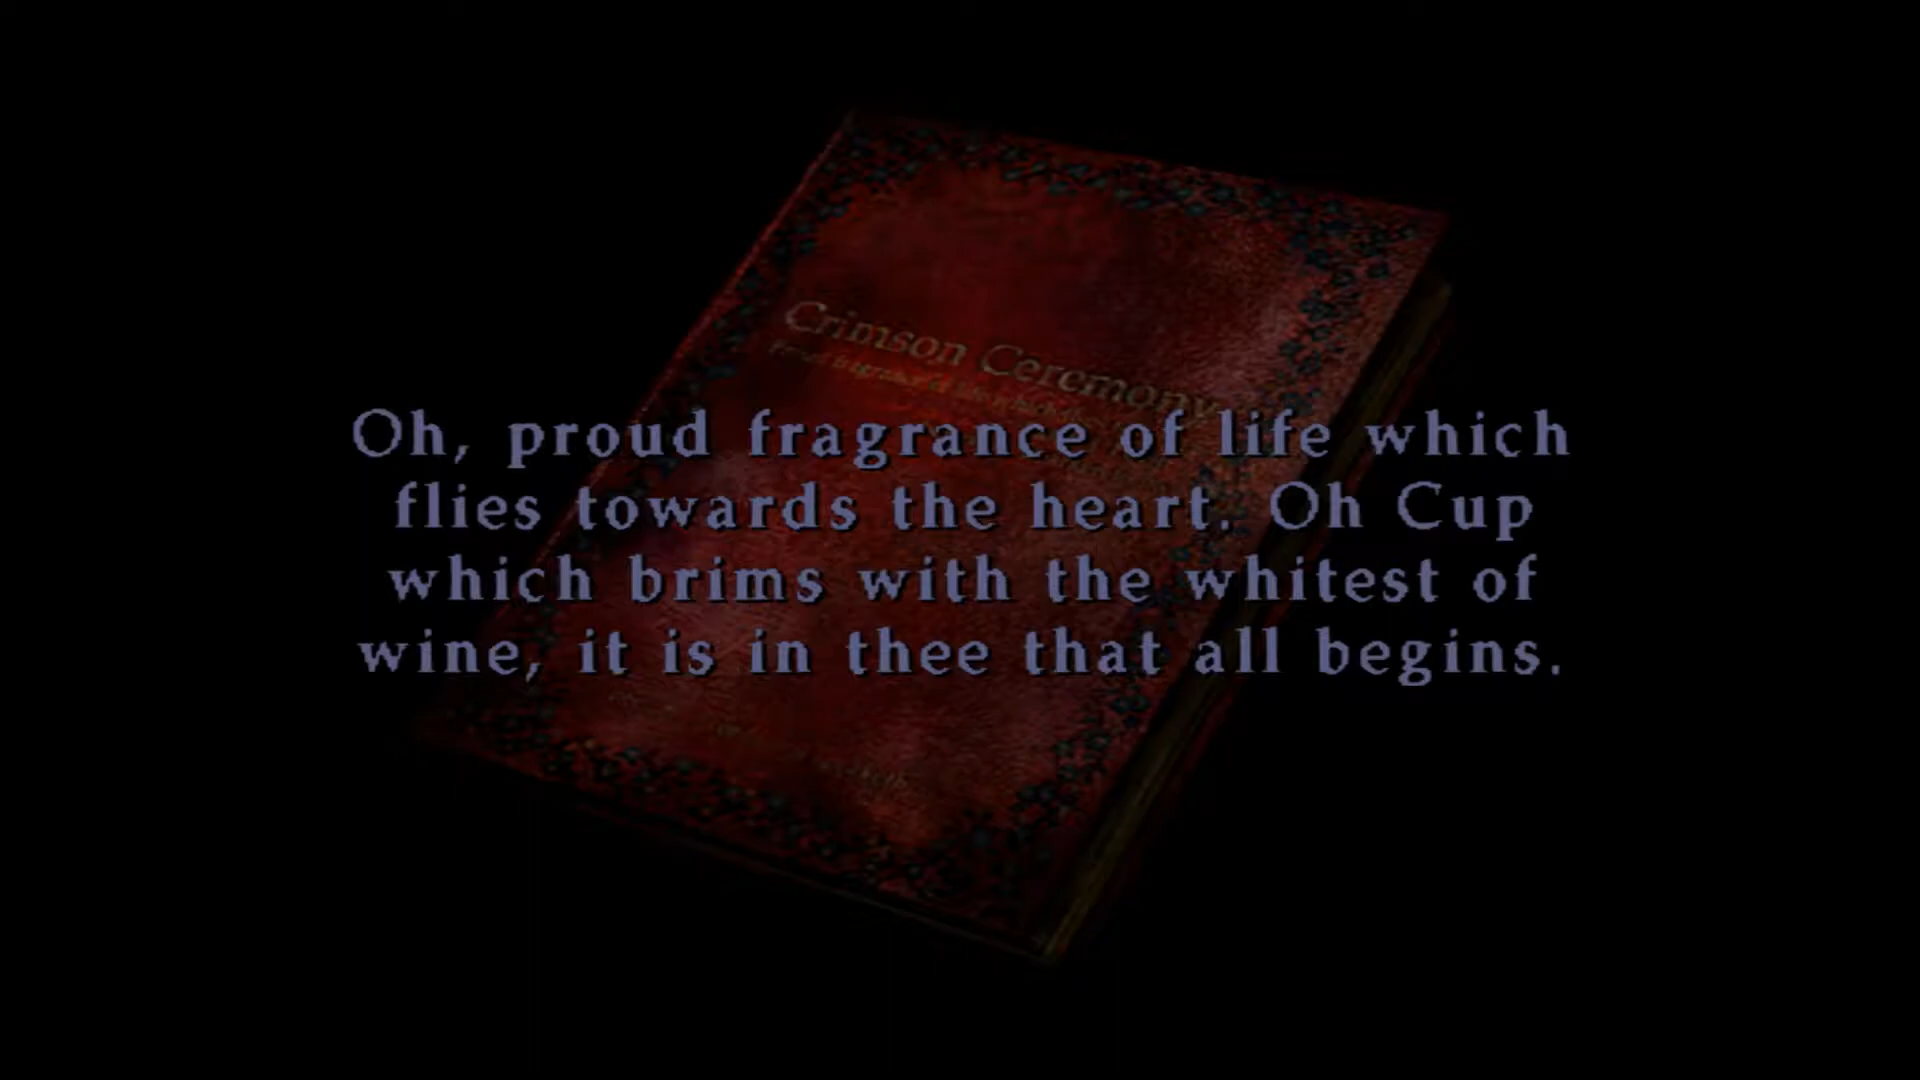 Crimson Ceremony
Oh, proud fragrance of life which
flies towards the heart. Oh Cup
which brims with the whitest of
wine, it is in thee that all begins.